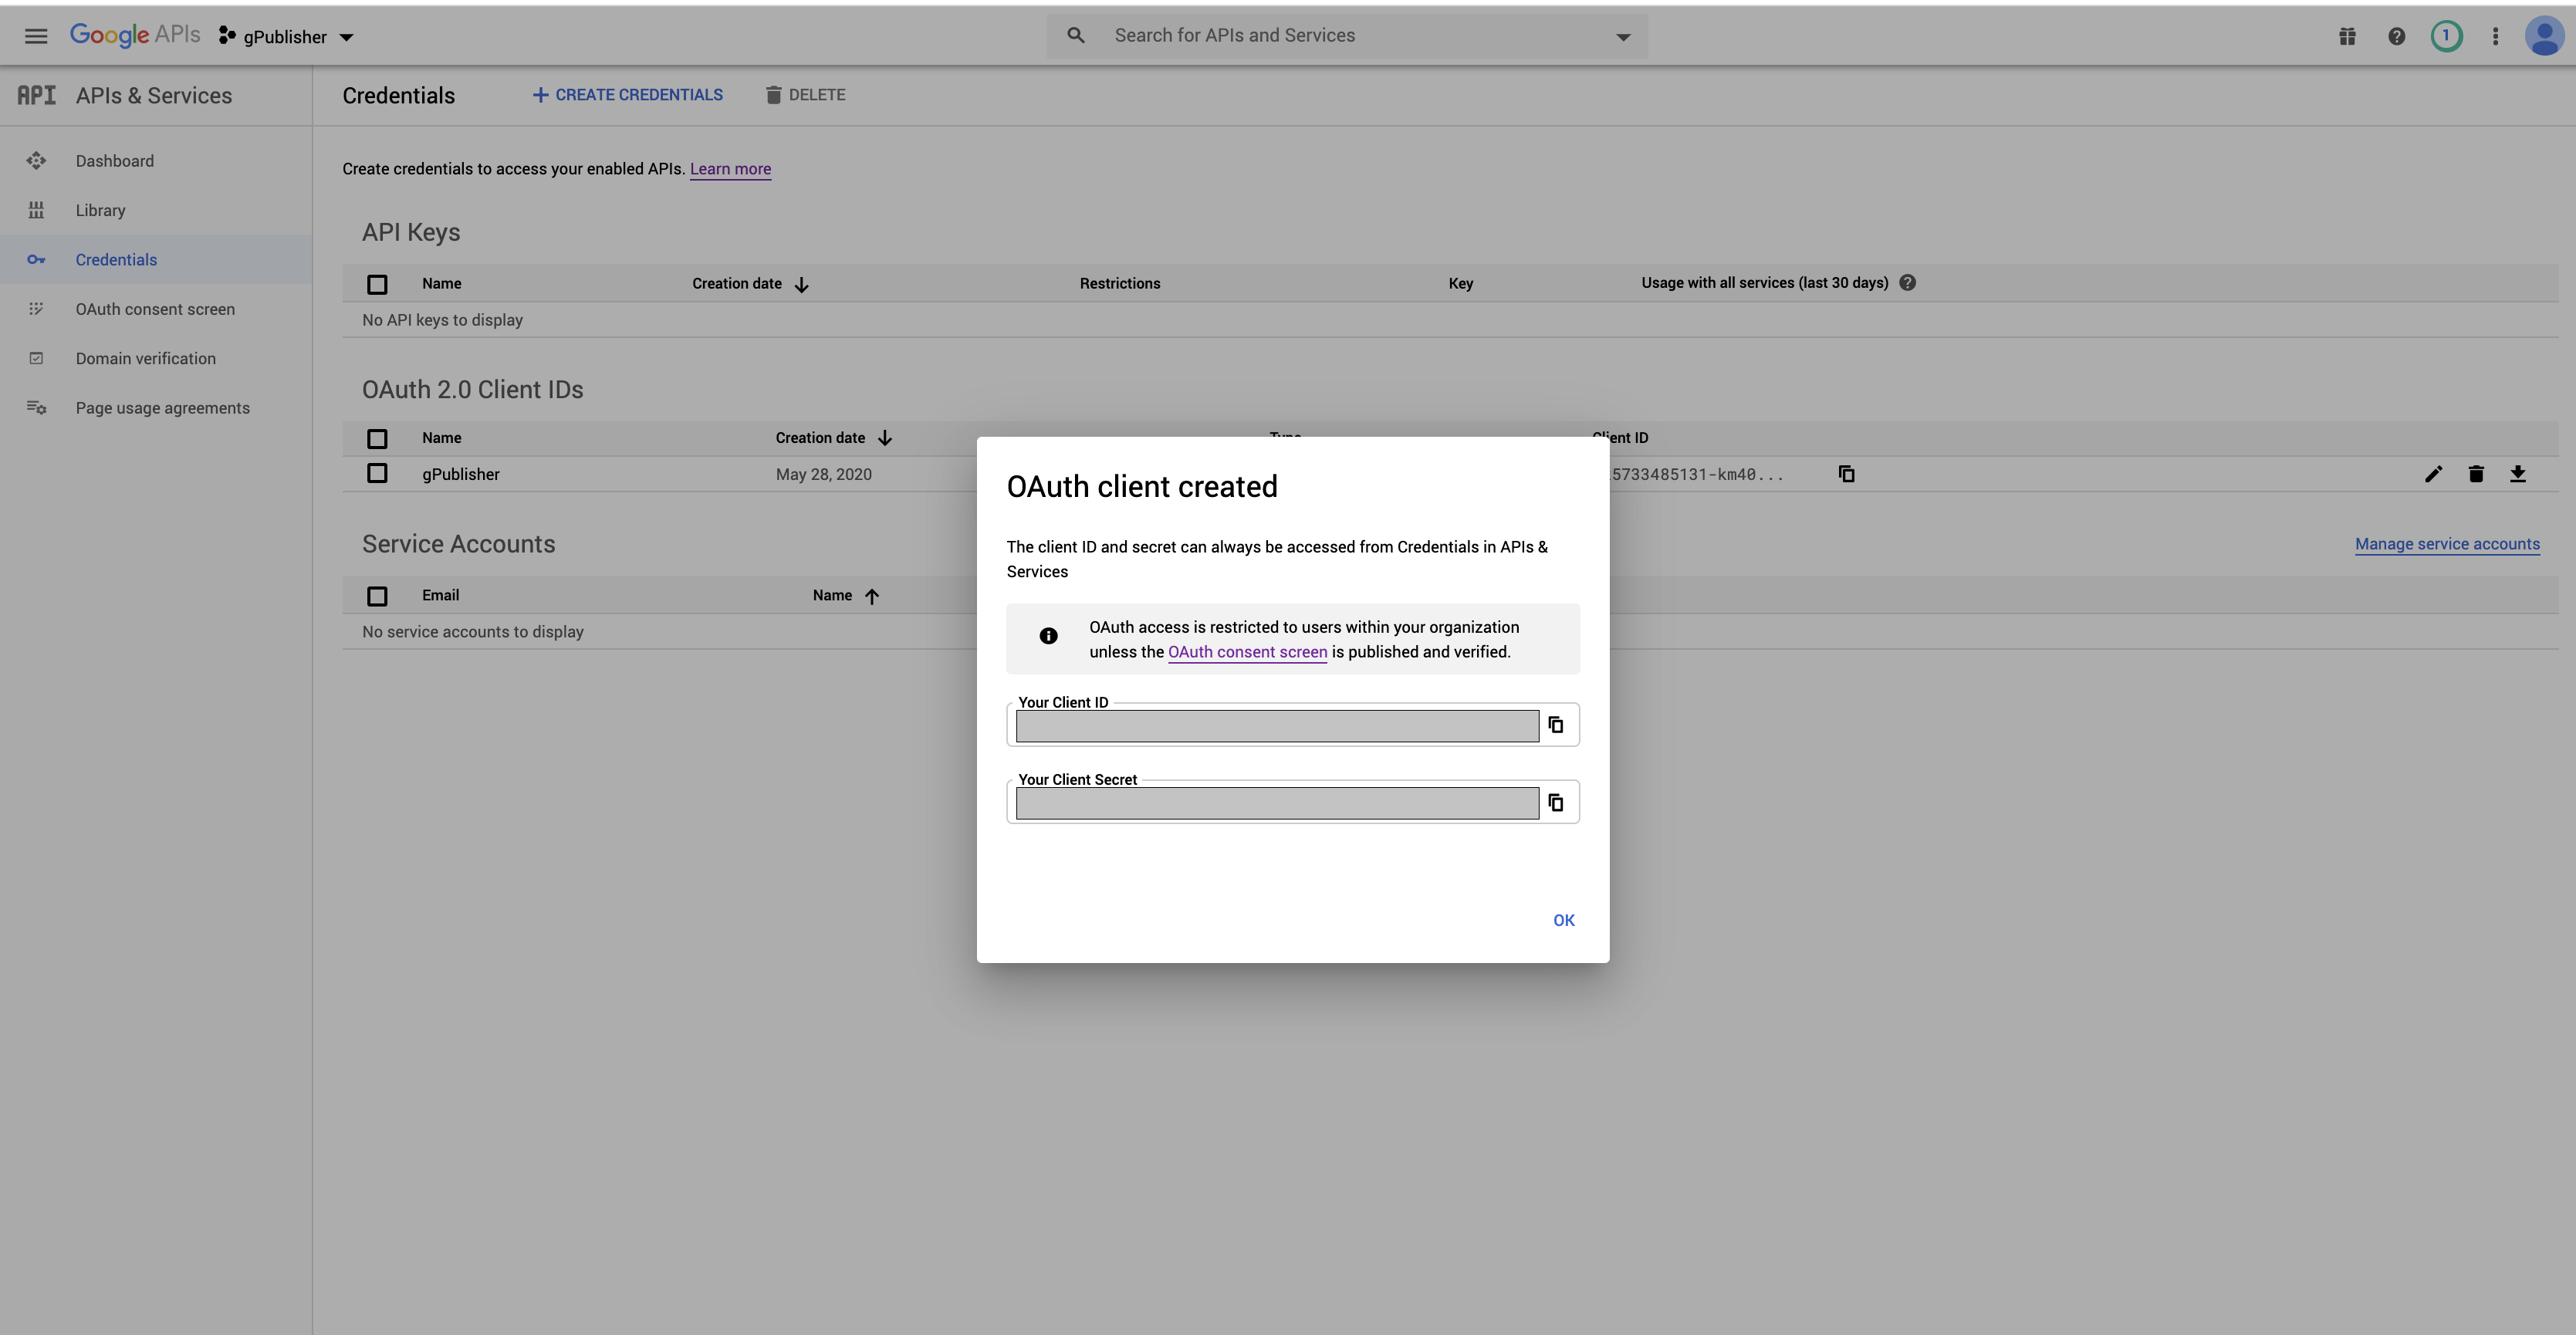 Google APIs gPublisher Search for APIs and Services 1
API APIs & Services Credentials + CREATE CREDENTIALS DELETE
Dashboard
Library
Credentials
OAuth consent screen
Domain verification
Page usage agreements
Create credentials to access your enabled APIs. Learn more
API Keys
Name Creation date Restrictions Key Usage with all services (last 30 days) ?
No API keys to display
OAuth 2.0 Client IDs
Name Creation date Type Client ID
gPublisher May 28, 2020 5733485131-km40...
Service Accounts Manage service accounts
Email Name
No service accounts to display
OAuth client created
The client ID and secret can always be accessed from Credentials in APIs &
Services
OAuth access is restricted to users within your organization
unless the OAuth consent screen is published and verified.
Your Client ID
Your Client Secret
OK